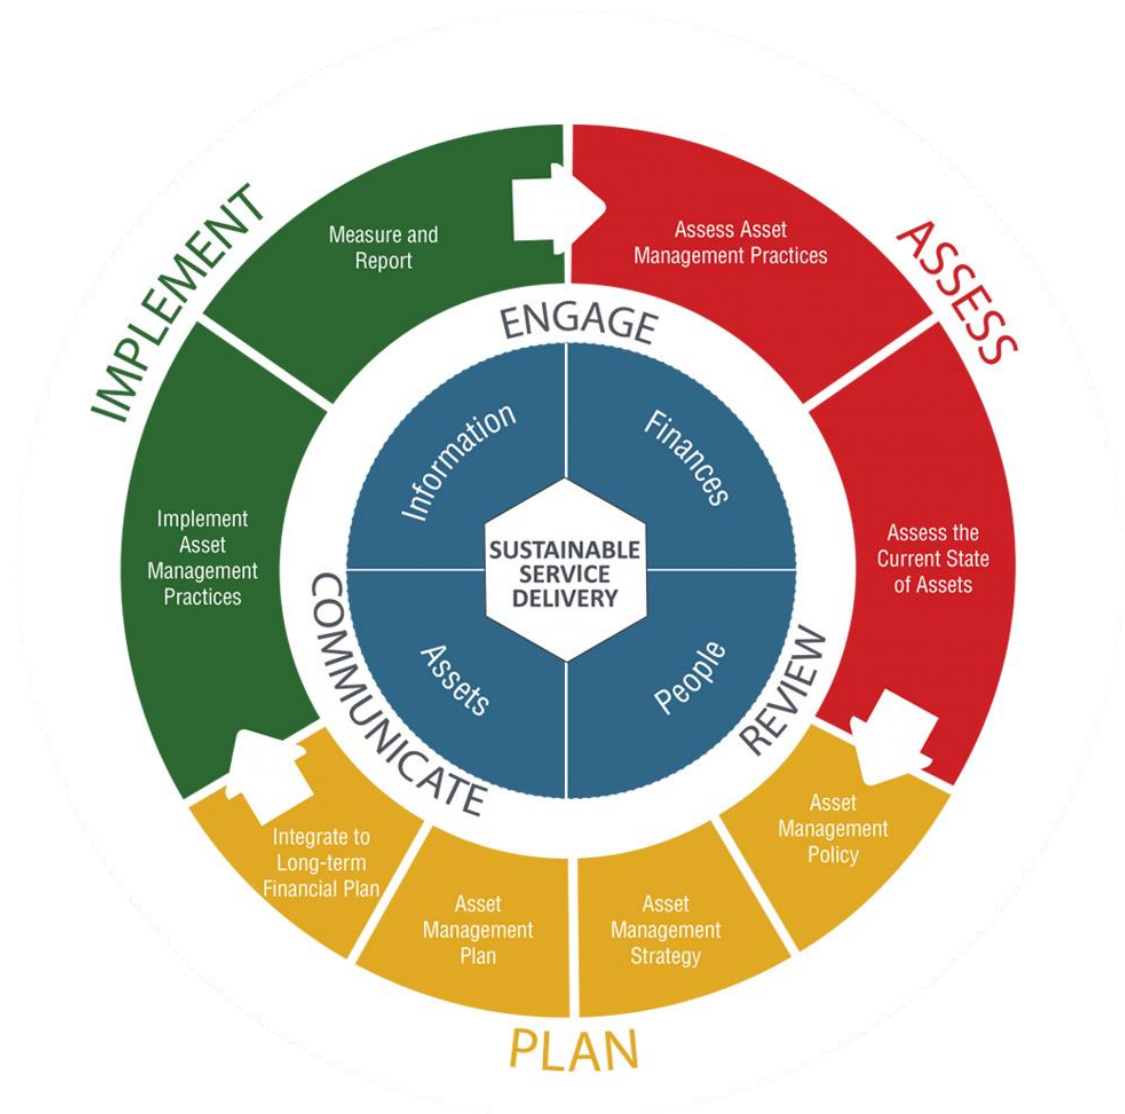 IMPLEMENT
ASSESS
PLAN
Measure and
Report
Assess Asset
Management Practices
Assess the
Current State
of Assets
Asset
Management
Policy
Asset
Management
Strategy
Asset
Management
Plan
Integrate to
Long-term
Financial Plan
Implement
Asset
Management
Practices
ENGAGE
REVIEW
COMMUNICATE
Information
Finances
People
Assets
SUSTAINABLE
SERVICE
DELIVERY